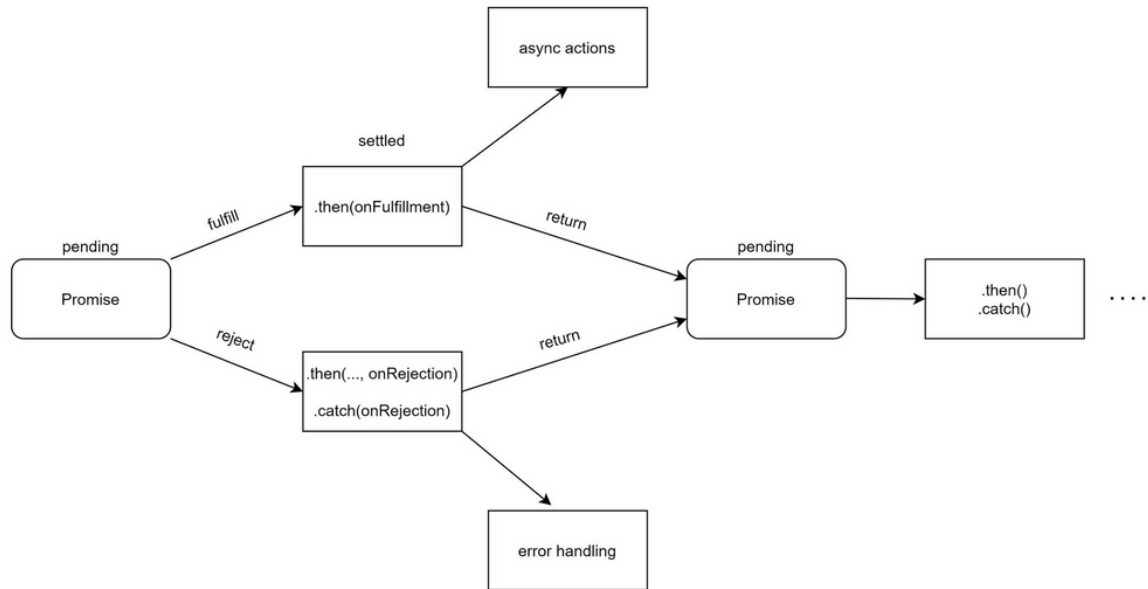 async actions
settled
.then(onFulfillment)
fulfill
return
pending
Promise
pending
Promise
.then()
.catch()
....
reject
return
.then(..., onRejection)
.catch(onRejection)
error handling